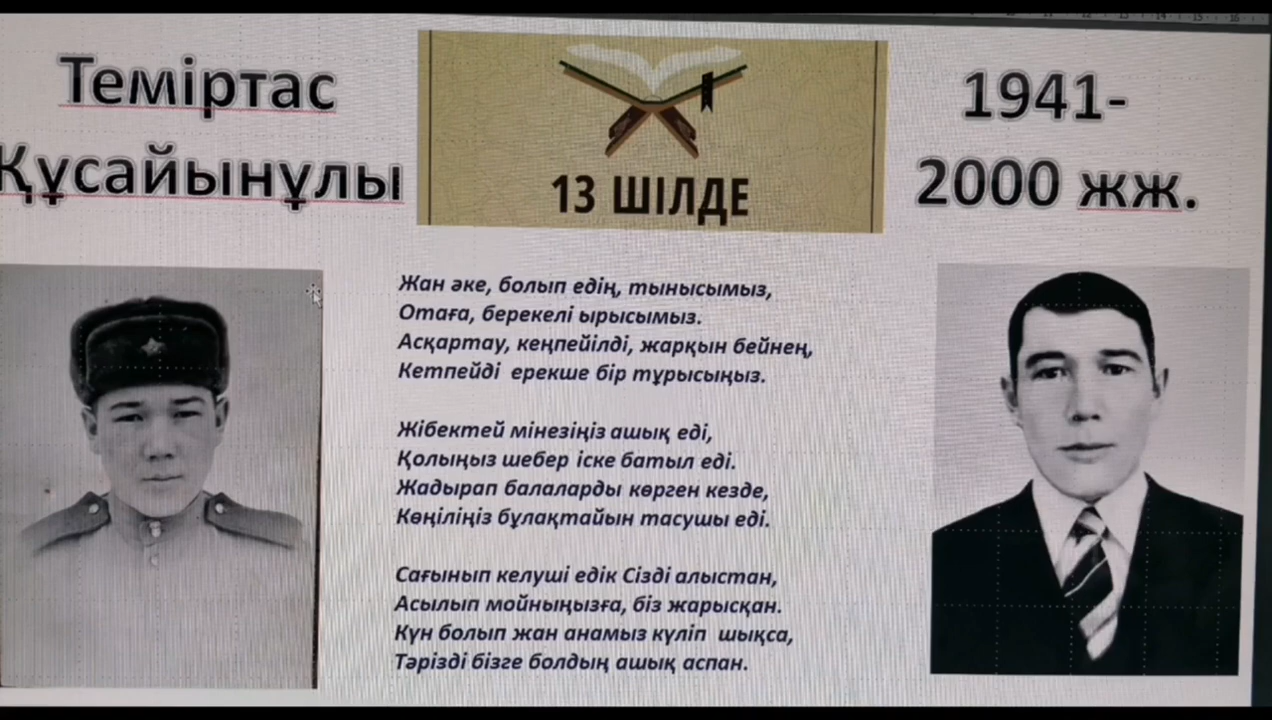 Теміртас
Құсайынұлы
13 ШІЛДЕ
1941-
2000 жж.
Жан әке, болып едің, тынысымыз,
Отаға, берекелі ырысымыз.
Асқартау, кеңпейілді, жарқын бейнең,
Кетпейді ерекше бір тұрысыңыз.
Жібектей мінезіңіз ашық еді,
Қолыңыз шебер іске батыл еді.
Жадырап балаларды көрген кезде,
Көңіліңіз бұлақтайын тасушы еді.
Сағынып келуші едік Сізді алыстан,
Асылып мойныңызға, біз жарысқан.
Күн болып жан анамыз күліп шықса,
Тәрізді бізге болдың ашық аспан.